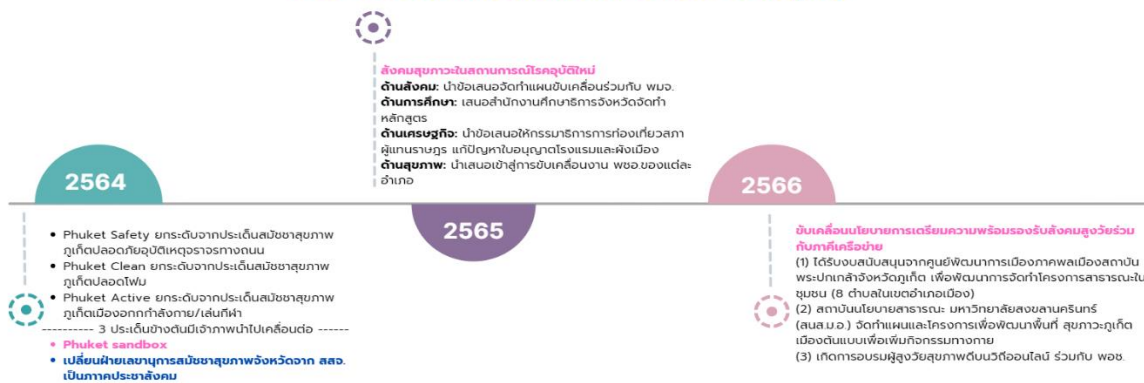 2564
• Phuket Safety ยกระดับจากประเด็นสมัชชาสุขภาพ
ภูเก็ตปลอดภัยอุบัติเหตุจราจรทางถนน
• Phuket Clean ยกระดับจากประเด็นสมัชชาสุขภาพ
ภูเก็ตปลอดโฟม
• Phuket Active ยกระดับจากประเด็นสมัชชาสุขภาพ
ภูเก็ตเมืองออกกำลังกาย/เล่นกีฬา
---------- 3 ประเด็นข้างต้นมีเจ้าภาพนำไปเคลื่อนต่อ ------
• Phuket sandbox
• เปลี่ยนฝ่ายเลขานุการสมัชชาสุขภาพจังหวัดจาก สสจ.
เป็นภาคประชาสังคม
สังคมสุขภาวะในสถานการณ์โรคอุบัติใหม่
ด้านสังคม: นำข้อเสนอจัดทำแผนขับเคลื่อนร่วมกับ พมจ.
ด้านการศึกษา: เสนอสำนักงานศึกษาธิการจังหวัดจัดทำ
หลักสูตร
ด้านเศรษฐกิจ: นำข้อเสนอให้กรรมาธิการการท่องเที่ยวสภา
ผู้แทนราษฎร แก้ปัญหาใบอนุญาตโรงแรมและผังเมือง
ด้านสุขภาพ: นำเสนอเข้าสู่การขับเคลื่อนงาน พชอ.ของแต่ละ
อำเภอ
2565
2566
ขับเคลื่อนนโยบายการเตรียมความพร้อมรองรับสังคมสูงวัยร่วม
กับภาคีเครือข่าย
(1) ได้รับงบสนับสนุนจากศูนย์พัฒนาการเมืองภาคพลเมืองสถาบัน
พระปกเกล้าจังหวัดภูเก็ต เพื่อพัฒนาการจัดทำโครงการสาธารณะใน
ชุมชน (8 ตำบลในเขตอำเภอเมือง)
(2) สถาบันนโยบายสาธารณะ มหาวิทยาลัยสงขลานครินทร์
(สนส.ม.อ.) จัดทำแผนและโครงการเพื่อพัฒนาพื้นที่ สุขภาวะภูเก็ต
เมืองต้นแบบเพื่อเพิ่มกิจกรรมทางกาย
(3) เกิดการอบรมผู้สูงวัยสุขภาพดีบนวิถีออนไลน์ ร่วมกับ พอช.